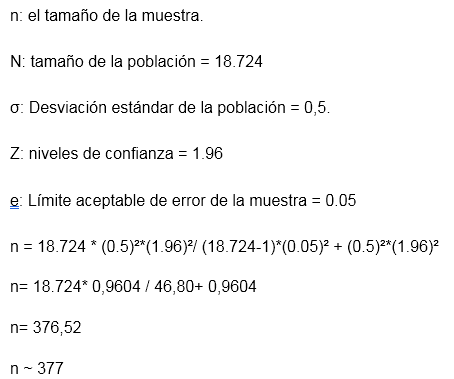 n: el tamaño de la muestra.
N: tamaño de la población = 18.724
σ: Desviación estándar de la población = 0,5.
Z: niveles de confianza = 1.96
e: Límite aceptable de error de la muestra = 0.05
n = 18.724 * (0.5)²*(1.96)²/ (18.724-1)*(0.05)² + (0.5)²*(1.96)²
n= 18.724* 0,9604 / 46,80+ 0,9604
n= 376,52
n ~ 377